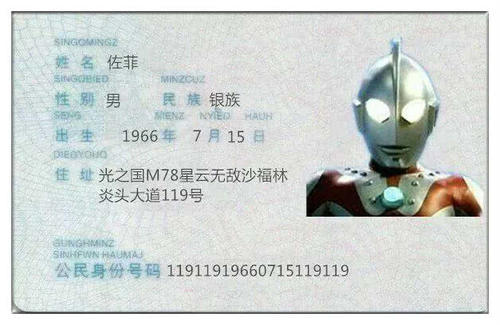 SINGQMINGZ
姓 名 佐菲
SINGOBIED MINZCUZ
性 别 男 民 族 银族
SENG NIENZ NYIED HAUH
出 生 1966 年 7 月 15 日
DIEGYOUQ
住 址 光之国M78星云无敌沙福林
炎头大道119号
GUNGHMINZ
SINHFWN HAUMAJ
公民身份号码 11911919660715119119